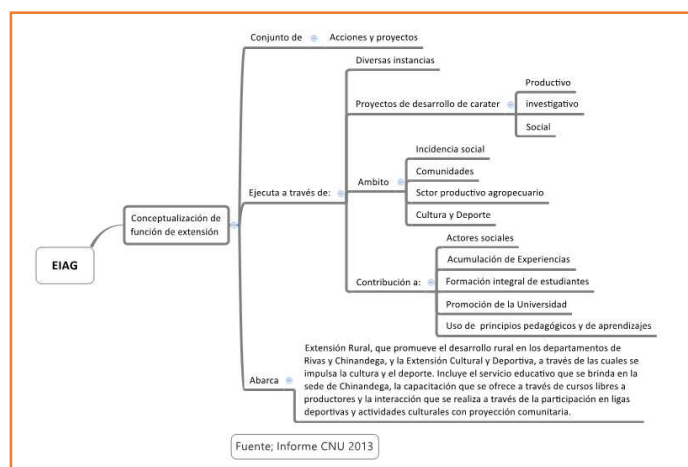 Conjunto de
Acciones y proyectos
Diversas instancias
Productivo
Proyectos de desarrollo de carater
investigativo
Social
Incidencia social
Comunidades
Ejecuta a través de:
Ambito
Sctor productivo agropecuario
Cultura y Deporte
Conceptualización de
función de extensión
EIAG
Actores sociales
Acumulación de Experiencias
Contribución a:
Formación integral de estudiantes
Promoción de la Universidad
Uso de principios pedagógicos y de aprendizajes
Abarca
Extensión Rural, que promueve el desarrollo rural en los departamentos de
Rivas y Chinandega, y la Extensión Cultural y Deportiva, a través de las cuales se
impulsa la cultura y el deporte. Incluye el servicio educativo que se brinda en la
sede de Chinandega, la capacitación que se ofrece a través de cursos libres a
productores y la interacción que se realiza a través de la participación en ligas
deportivas y actividades culturales con proyección comunitaria.
Fuente; Informe CNU 2013